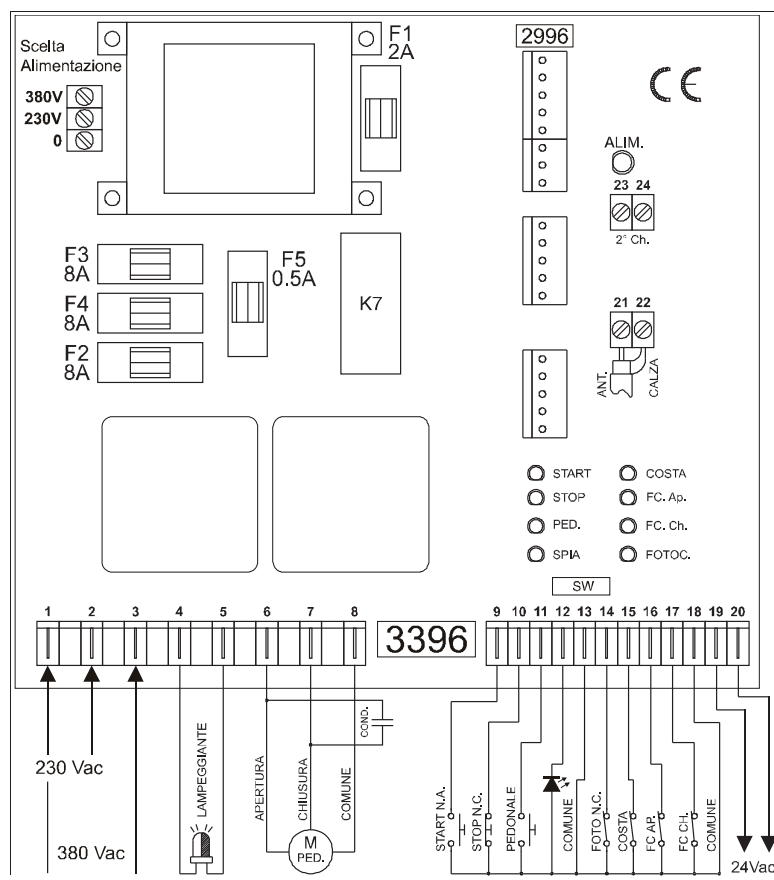 Scelta
Alimentazione
380V
230V
0
F1
2A
2996
CE
ALIM.
23 24
2° Ch.
F3
8A
F4
8A
F2
8A
F5
0.5A
K7
21 22
ANT.
CALZA
START COSTA
STOP FC. Ap.
PED. FC. Ch.
SPIA FOTOC.
SW
1 2 3 4 5 6 7 8
3396
9 10 11 12 13 14 15 16 17 18 19 20
230 Vac
380 Vac
LAMPEGGIANTE
APERTURA
CHIUSURA
COMUNE
COND.
M
PED.
START N.A.
STOP N.C.
PEDONALE
COMUNE
FOTO N.C.
COSTA
FC AP.
FC CH.
COMUNE
24Vac